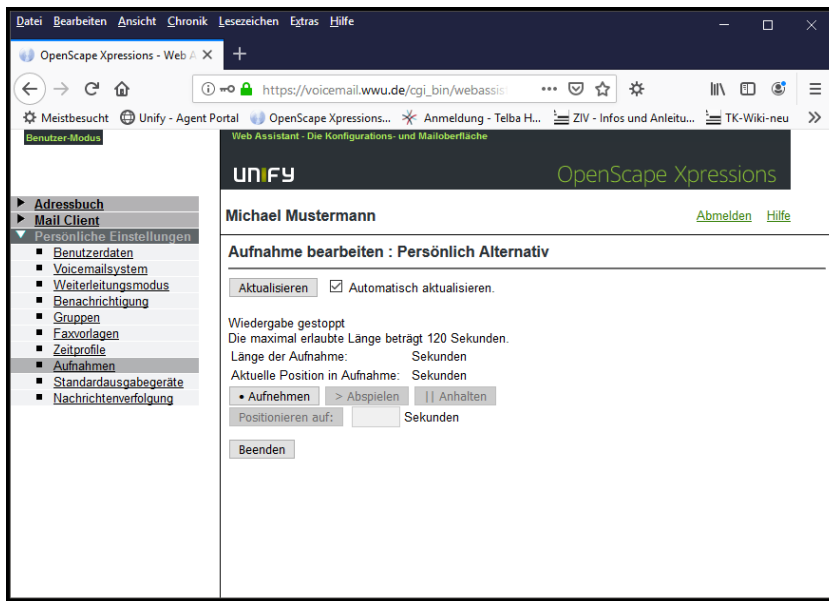 Datei Bearbeiten Ansicht Chronik Lesezeichen Extras Hilfe
OpenScape Xpressions - Web A
https://voicemail.wwu.de/cgi_bin/webassis
Meistbesucht Unify - Agent Portal OpenScape Xpressions... Anmeldung - Telba H... ZIV - Infos und Anleitu... TK-Wiki-neu
Benutzer-Modus
Web Assistant - Die Konfigurations- und Mailoberfläche
UNIFY OpenScape Xpressions
Adressbuch
Mail Client
Persönliche Einstellungen
Benutzerdaten
Voicemailsystem
Weiterleitungsmodus
Benachrichtigung
Gruppen
Faxvorlagen
Zeitprofile
Aufnahmen
Standardausgabegeräte
Nachrichtenverfolgung
Michael Mustermann Abmelden Hilfe
Aufnahme bearbeiten : Persönlich Alternativ
Aktualisieren Automatisch aktualisieren.
Wiedergabe gestoppt
Die maximal erlaubte Länge beträgt 120 Sekunden.
Länge der Aufnahme: Sekunden
Aktuelle Position in Aufnahme: Sekunden
• Aufnehmen > Abspielen || Anhalten
Positionieren auf: Sekunden
Beenden